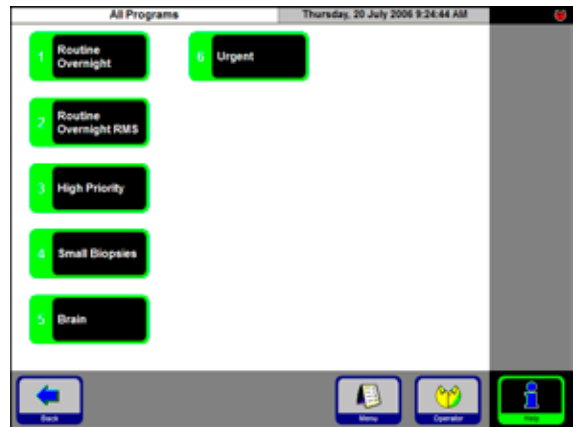 All Programs
Thursday, 20 July 2006 9:24:44 AM
1 Routine
Overnight
6 Urgent
2 Routine
Overnight RMS
3 High Priority
4 Small Biopsies
5 Brain
Back
Menu
Operator
Help